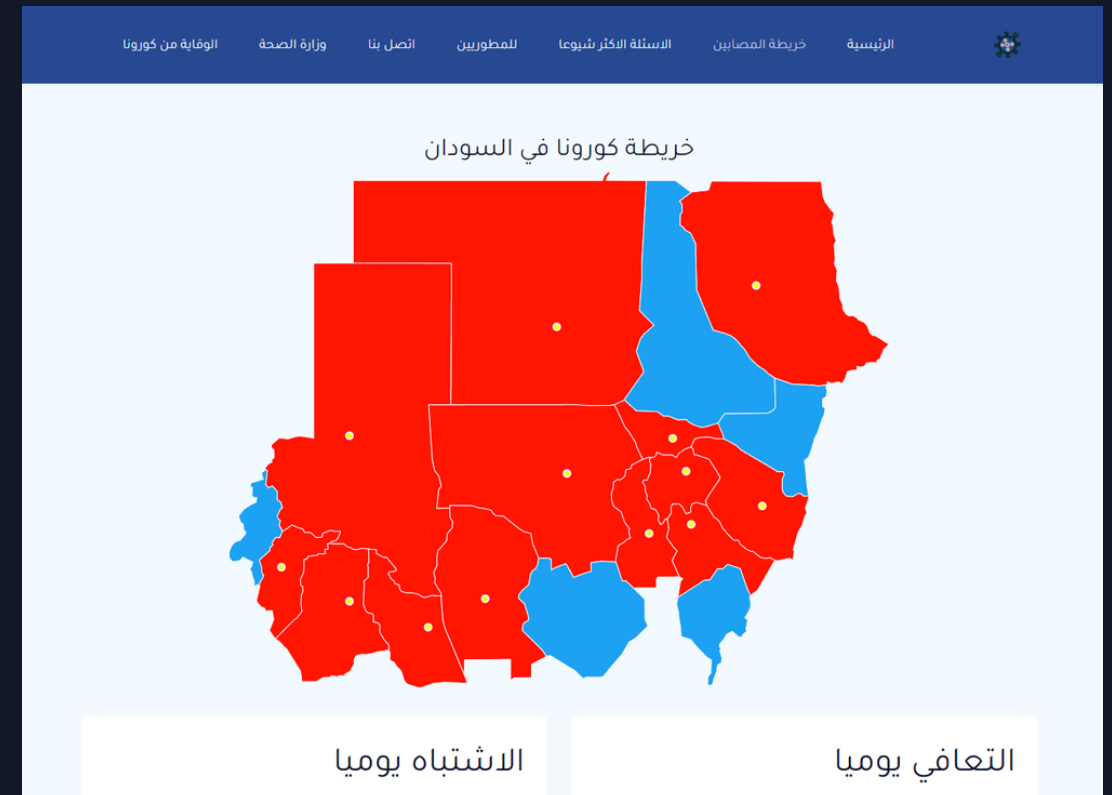 الرئيسية خريطة المصابين الاسئلة الاكثر شيوعا للمطوريين اتصل بنا وزارة الصحة الوقاية من كورونا
خريطة كورونا في السودان
التعافي يوميا
الاشتباه يوميا